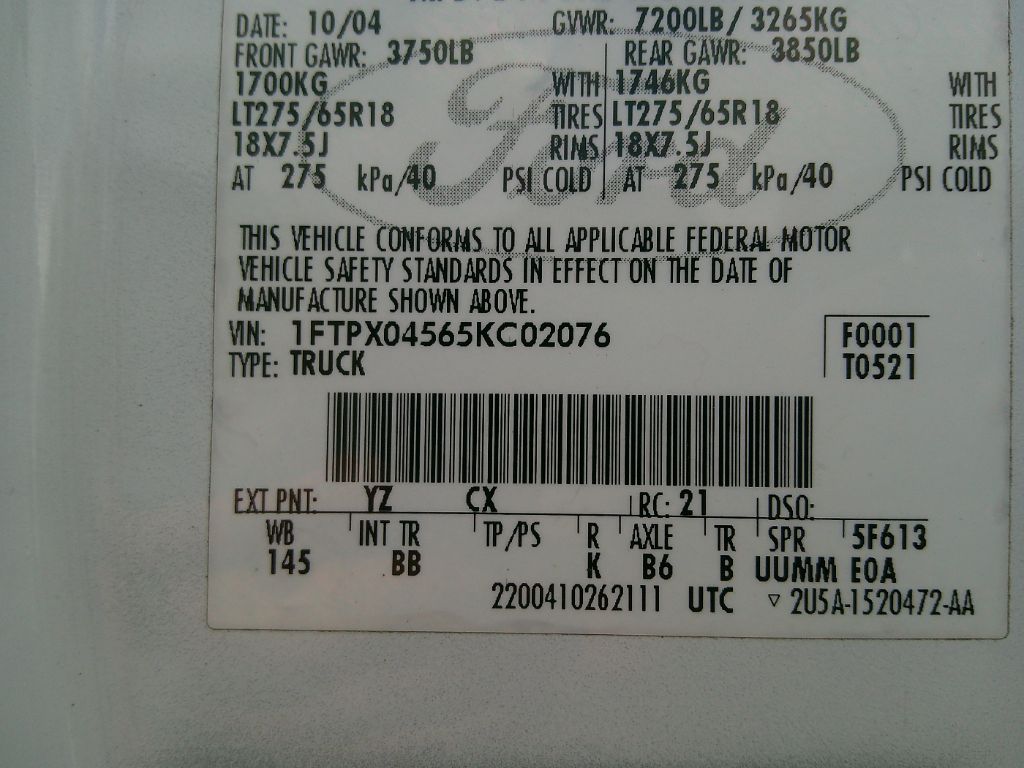 DATE: 10/04 GVWR: 7200LB/ 3265KG
FRONT GAWR: 3750LB REAR GAWR: 3850LB
1700KG WITH 1746KG WITH
LT275/65R18 TIRES LT275/65R18 TIRES
18X7.5J RIMS 18X7.5J RIMS
AT 275 kPa/40 PSI COLD AT 275 kPa/40 PSI COLD
Ford
THIS VEHICLE CONFORMS TO ALL APPLICABLE FEDERAL MOTOR
VEHICLE SAFETY STANDARDS IN EFFECT ON THE DATE OF
MANUFACTURE SHOWN ABOVE.
VIN: 1FTPX04565KC02076 F0001
TYPE: TRUCK T0521
EXT PNT: YZ CX RC: 21 DSO:
WB INT TR TP/PS R AXLE TR SPR 5F613
145 BB K B6 B UUMM E0A
2200410262111 UTC ▽ 2U5A-1520472-AA